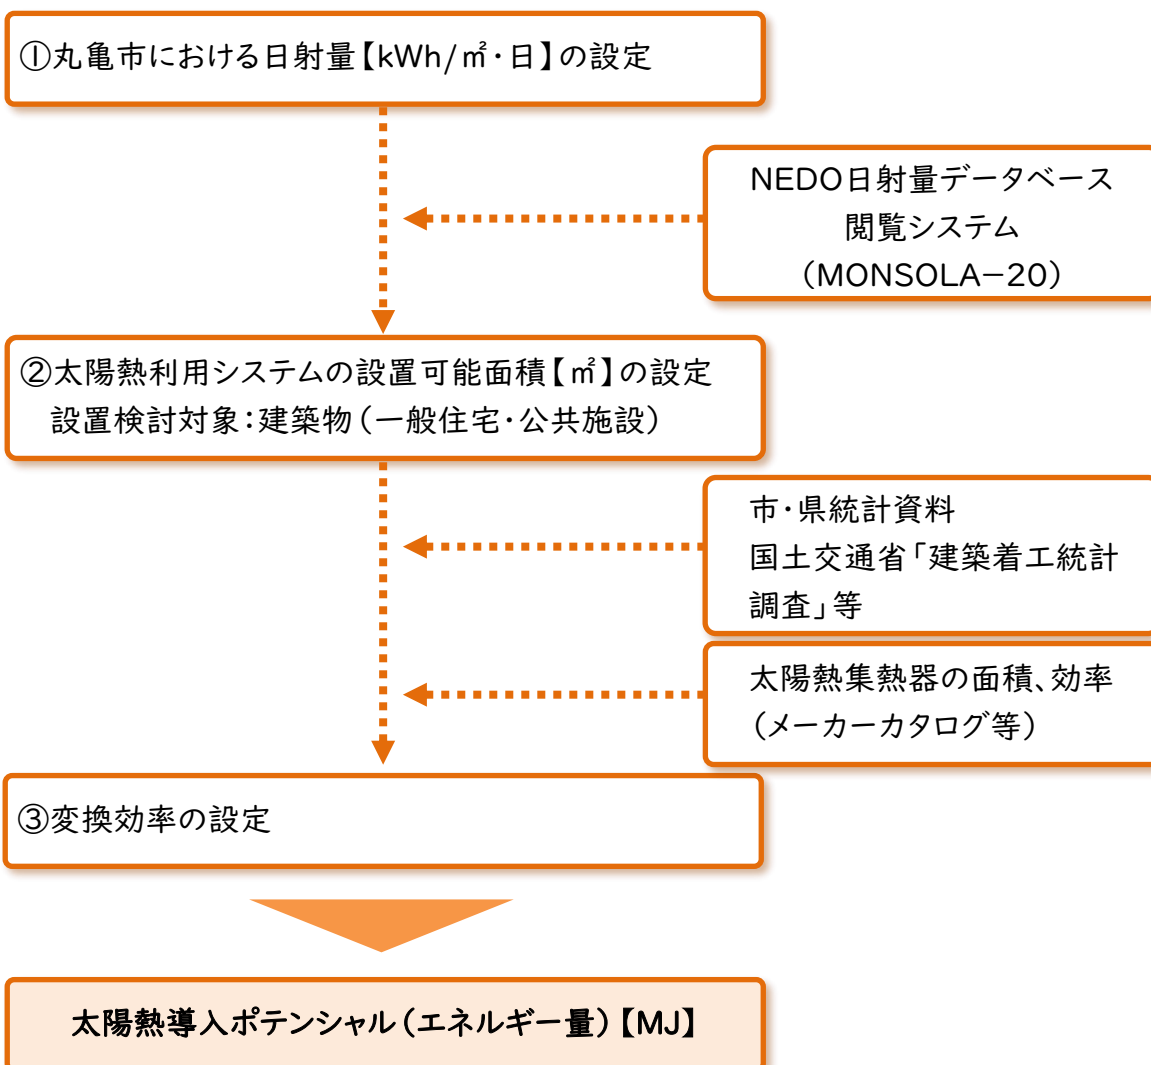 ①丸亀市における日射量【kWh/㎡・日】の設定
NEDO日射量データベース
閲覧システム
（MONSOLA－20）
②太陽熱利用システムの設置可能面積【㎡】の設定
設置検討対象：建築物（一般住宅・公共施設）
市・県統計資料
国土交通省「建築着工統計
調査」等
太陽熱集熱器の面積、効率
（メーカーカタログ等）
③変換効率の設定
太陽熱導入ポテンシャル（エネルギー量）【MJ】